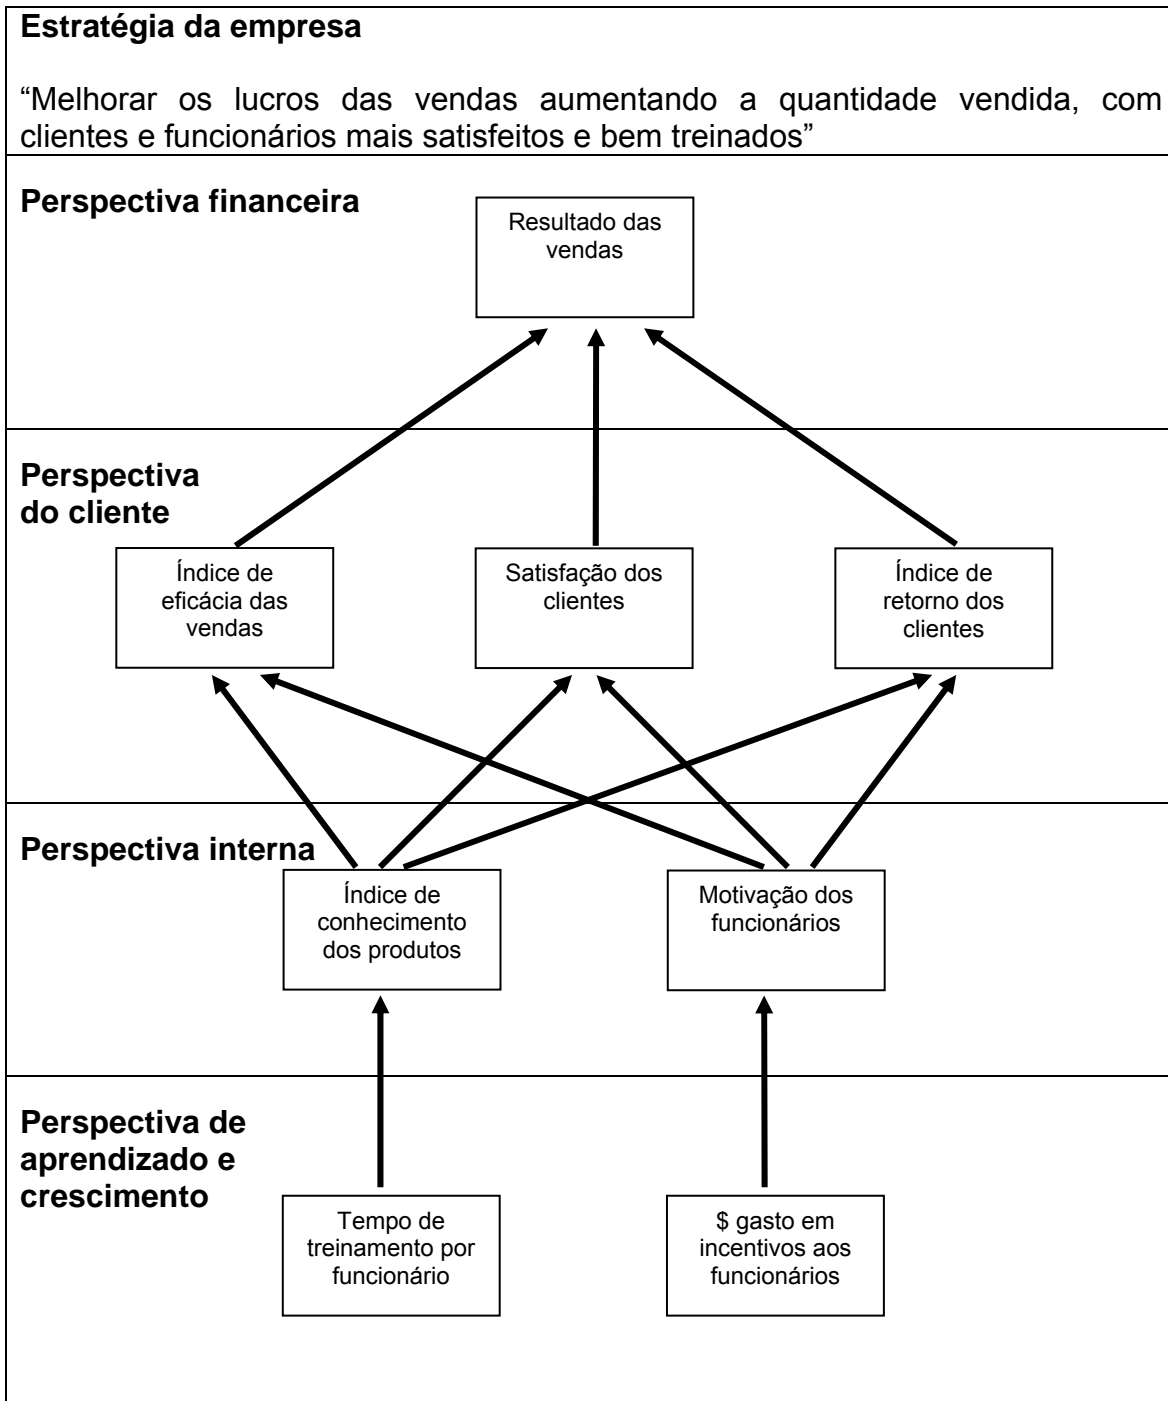 Estratégia da empresa
“Melhorar os lucros das vendas aumentando a quantidade vendida, com
clientes e funcionários mais satisfeitos e bem treinados”
Perspectiva financeira
Resultado das
vendas
Perspectiva
do cliente
Índice de
eficácia das
vendas
Satisfação dos
clientes
Índice de
retorno dos
clientes
Perspectiva interna
Índice de
conhecimento
dos produtos
Motivação dos
funcionários
Perspectiva de
aprendizado e
crescimento
Tempo de
treinamento por
funcionário
$ gasto em
incentivos aos
funcionários